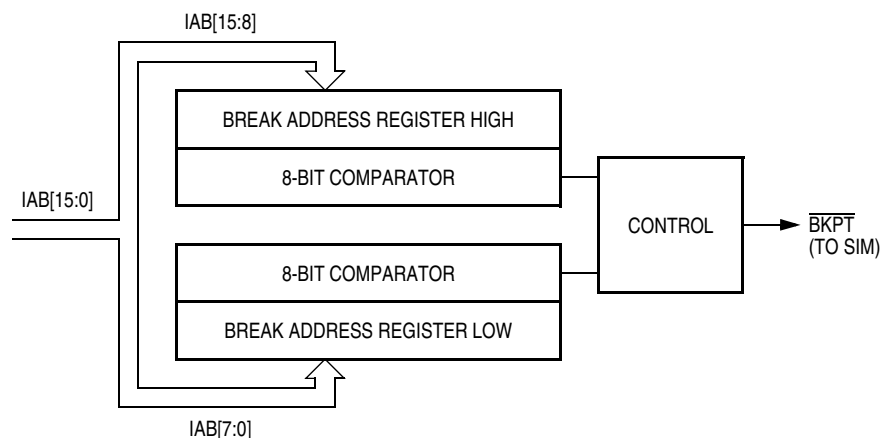 IAB[15:8]
BREAK ADDRESS REGISTER HIGH
8-BIT COMPARATOR
IAB[15:0]
CONTROL
BKPT
(TO SIM)
8-BIT COMPARATOR
BREAK ADDRESS REGISTER LOW
IAB[7:0]